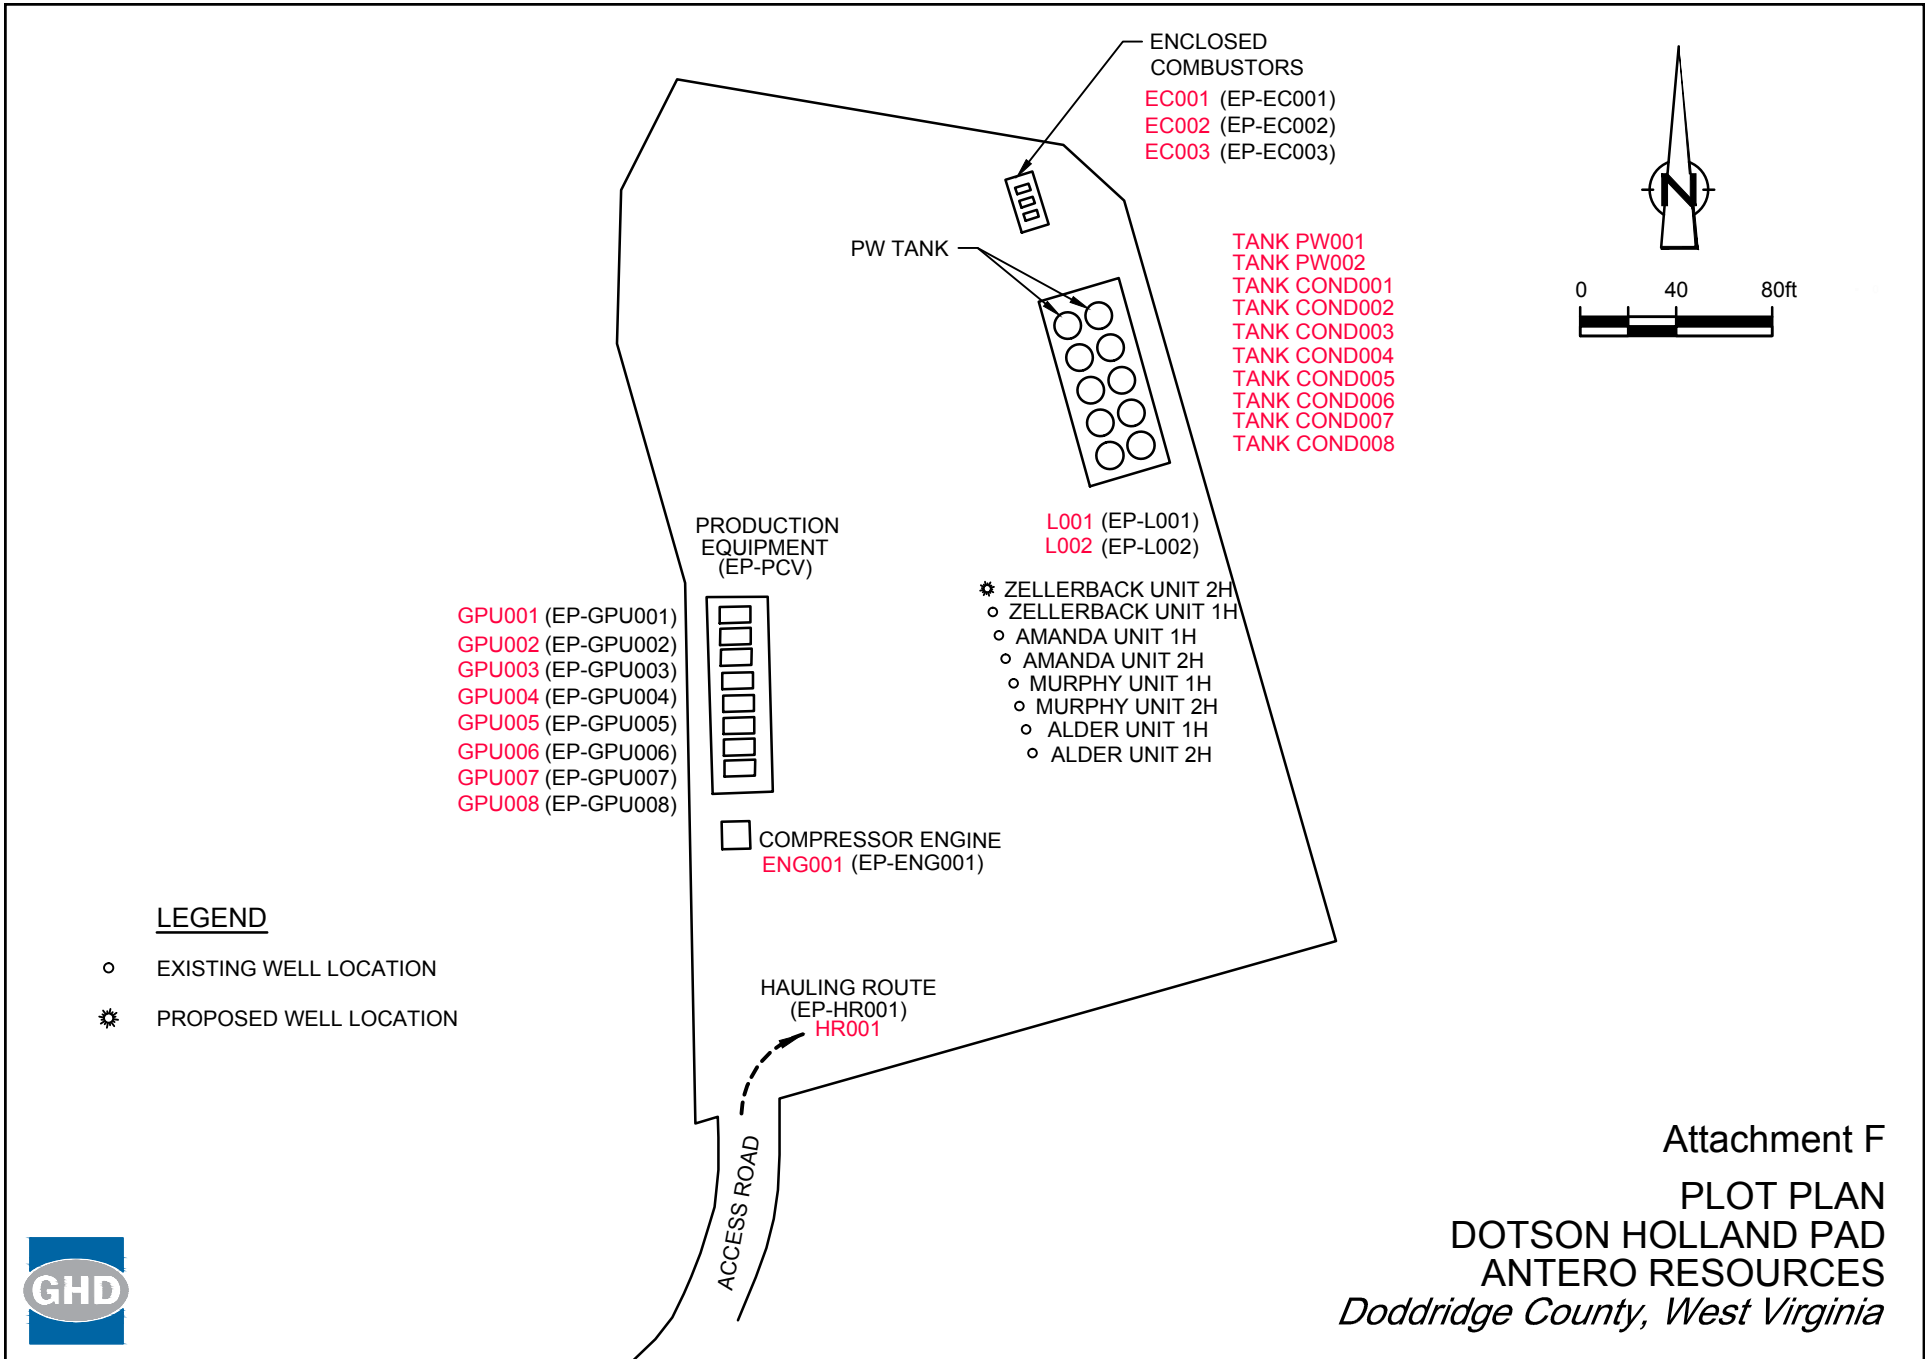 ENCLOSED
COMBUSTORS
EC001 (EP-EC001)
EC002 (EP-EC002)
EC003 (EP-EC003)
N
PW TANK
TANK PW001
TANK PW002
TANK COND001
TANK COND002
TANK COND003
TANK COND004
TANK COND005
TANK COND006
TANK COND007
TANK COND008
0 40 80ft
L001 (EP-L001)
L002 (EP-L002)
PRODUCTION
EQUIPMENT
(EP-PCV)
GPU001 (EP-GPU001)
GPU002 (EP-GPU002)
GPU003 (EP-GPU003)
GPU004 (EP-GPU004)
GPU005 (EP-GPU005)
GPU006 (EP-GPU006)
GPU007 (EP-GPU007)
GPU008 (EP-GPU008)
ZELLERBACK UNIT 2H
ZELLERBACK UNIT 1H
AMANDA UNIT 1H
AMANDA UNIT 2H
MURPHY UNIT 1H
MURPHY UNIT 2H
ALDER UNIT 1H
ALDER UNIT 2H
COMPRESSOR ENGINE
ENG001 (EP-ENG001)
LEGEND
EXISTING WELL LOCATION
PROPOSED WELL LOCATION
HAULING ROUTE
(EP-HR001)
HR001
ACCESS ROAD
Attachment F
PLOT PLAN
DOTSON HOLLAND PAD
ANTERO RESOURCES
Doddridge County, West Virginia
GHD